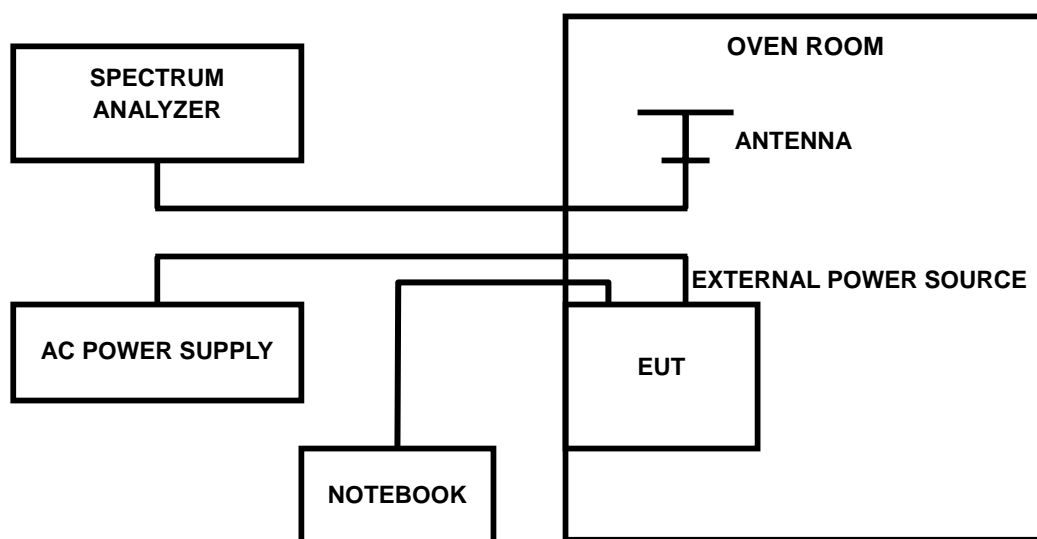 OVEN ROOM
SPECTRUM
ANALYZER
ANTENNA
EXTERNAL POWER SOURCE
AC POWER SUPPLY
EUT
NOTEBOOK